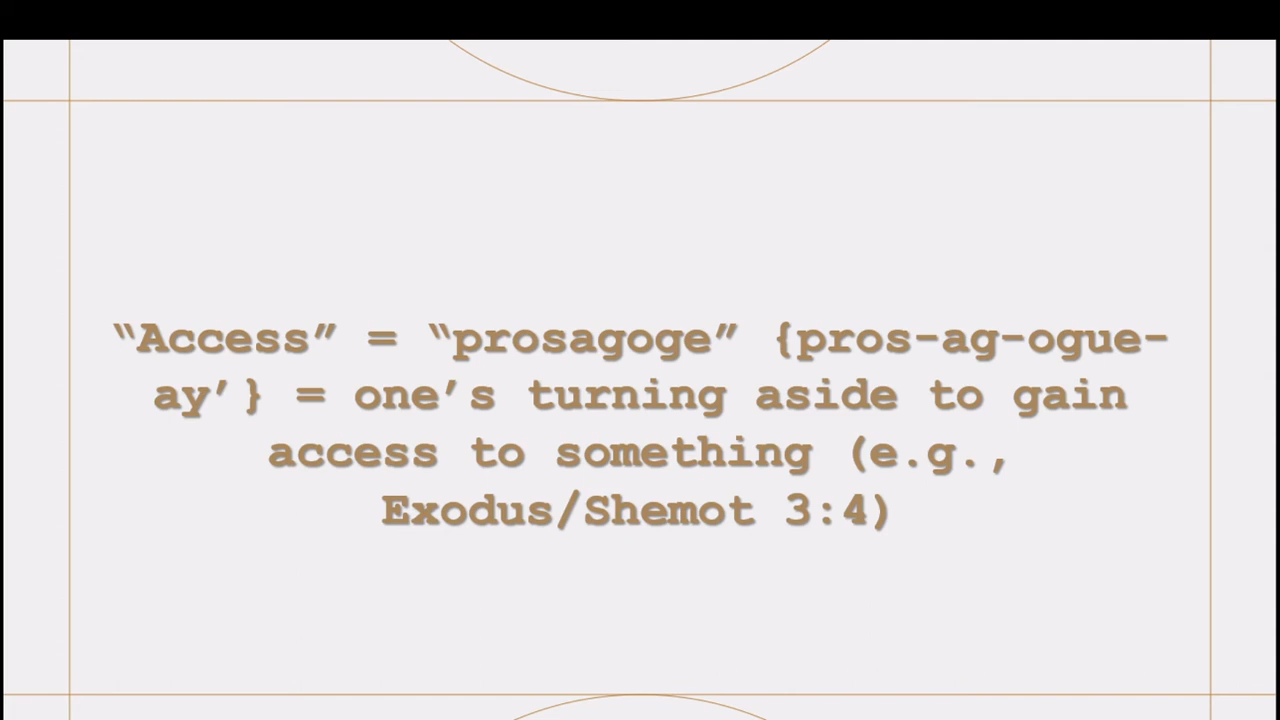 “Access” = “prosagoge” {pros-ag-ogue-
ay’} = one’s turning aside to gain
access to something (e.g.,
Exodus/Shemot 3:4)